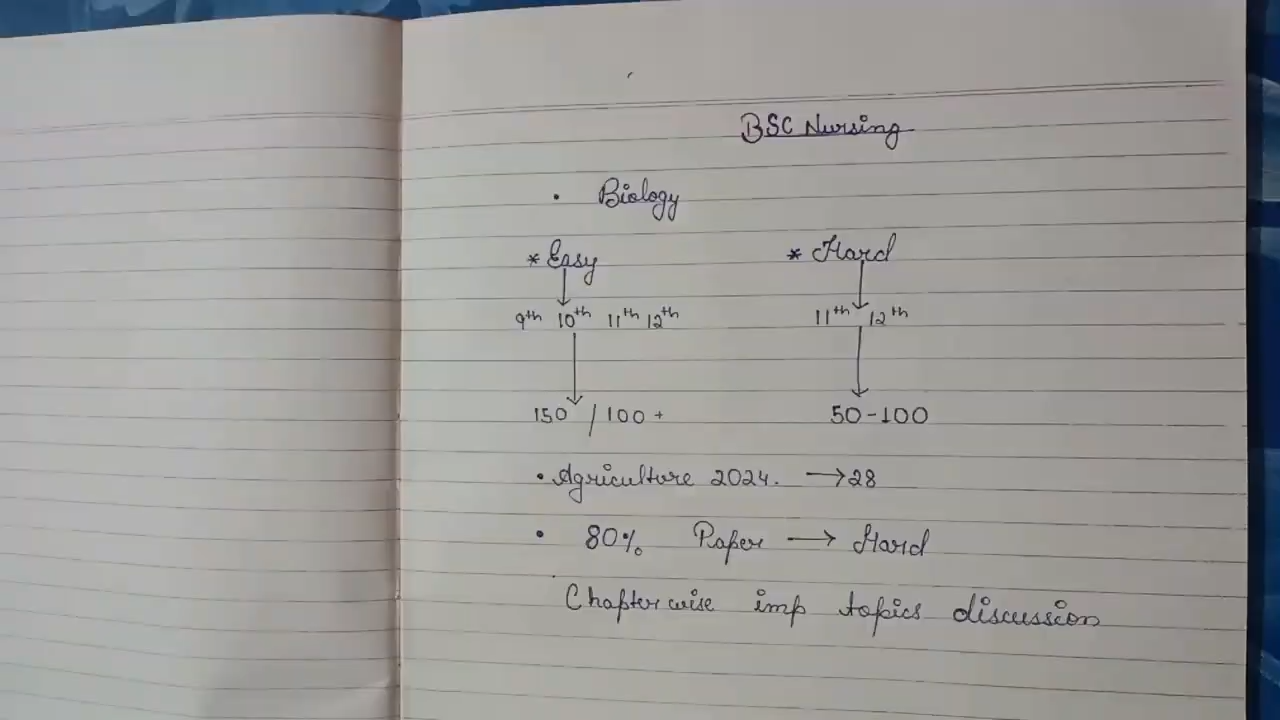 BSC Nursing
• Biology
* Easy * Hard
9th 10th 11th 12th 11th 12th
150 / 100 + 50-100
• Agriculture 2024. → 28
• 80% Paper → Hard
Chapterwise imp topics discussion